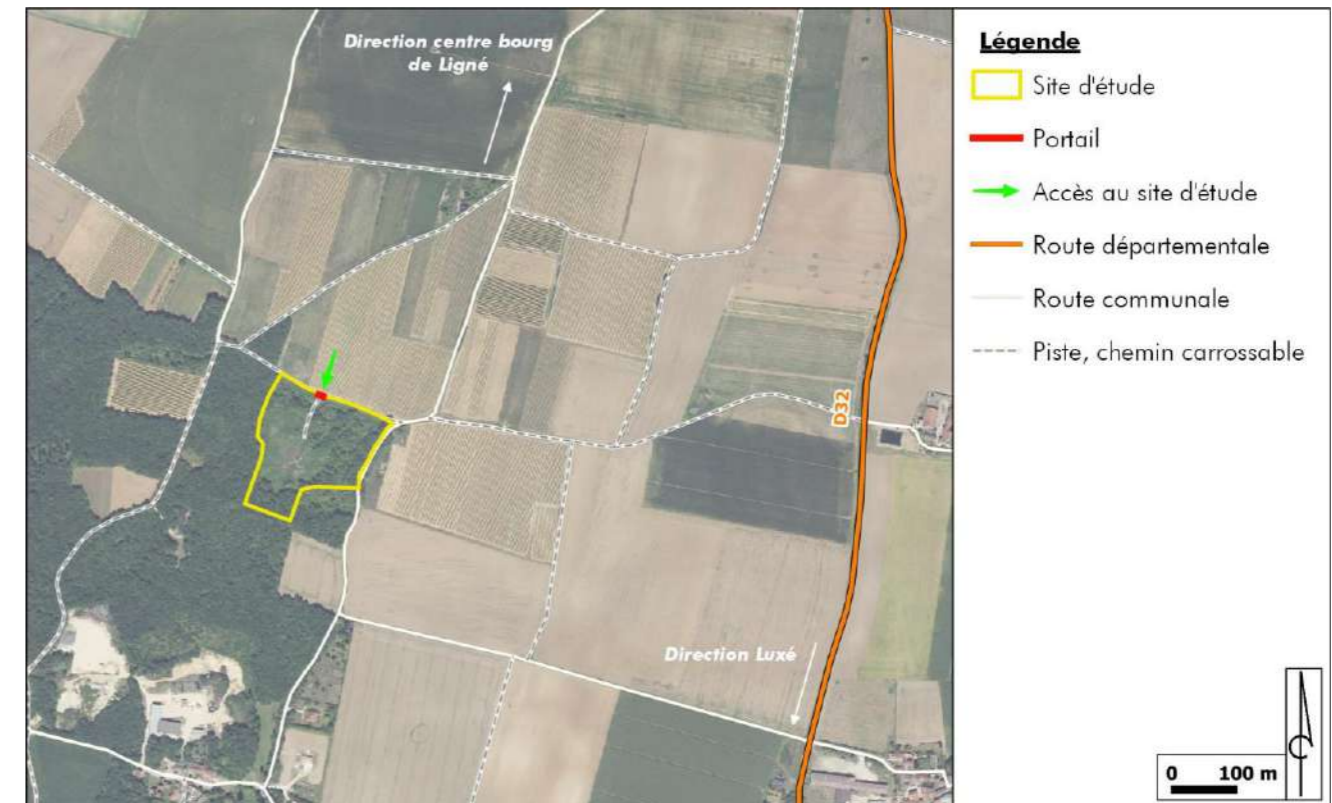 Direction centre bourg
de Ligné
D32
Direction Luxé
Légende
Site d'étude
Portail
Accès au site d'étude
Route départementale
Route communale
Piste, chemin carrossable
0 100 m